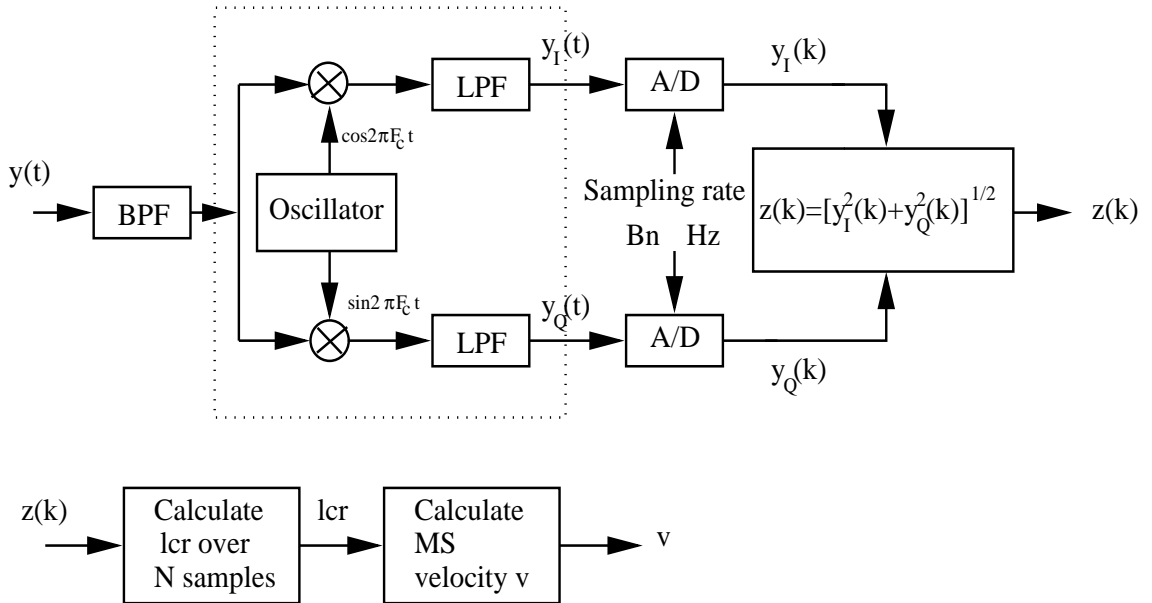 y_I(t)
y_I(k)
LPF
A/D
cos2πF_c t
y(t)
BPF
Oscillator
Sampling rate
Bn Hz
z(k)=[y_I^2(k)+y_Q^2(k)]^1/2
z(k)
sin2πF_c t
y_Q(t)
LPF
A/D
y_Q(k)
z(k)
Calculate
lcr over
N samples
lcr
Calculate
MS
velocity v
v